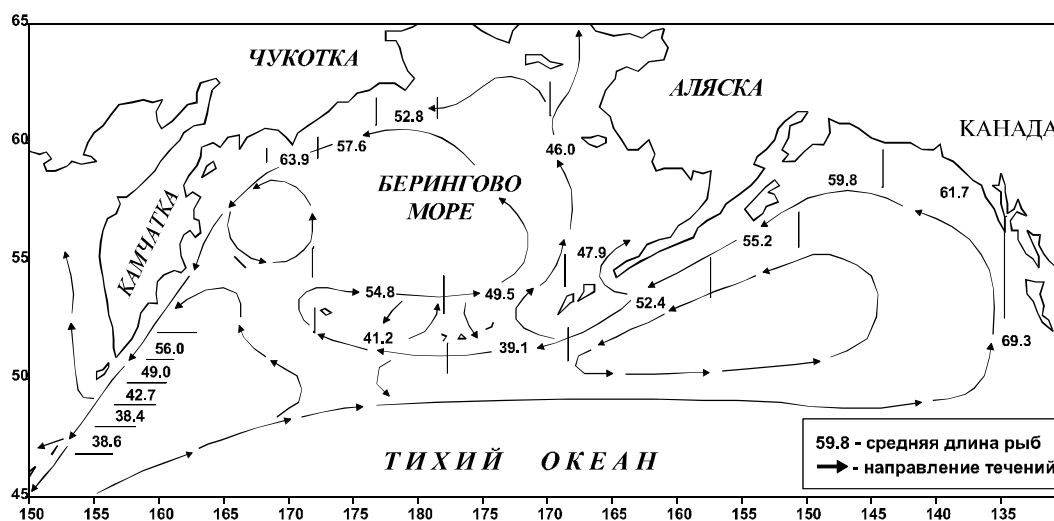 65
ЧУКОТКА
АЛЯСКА
52.8
60
КАНАДА
57.6
46.0
63.9
59.8
БЕРИНГОВО
МОРЕ
61.7
КАМЧАТКА
55
47.9
55.2
54.8
49.5
52.4
41.2
39.1
69.3
56.0
50
49.0
42.7
38.4
38.6
59.8 - средняя длина рыб
- направление течений
ТИХИЙ ОКЕАН
45
150 155 160 165 170 175 180 175 170 155 150 145 140 135 130